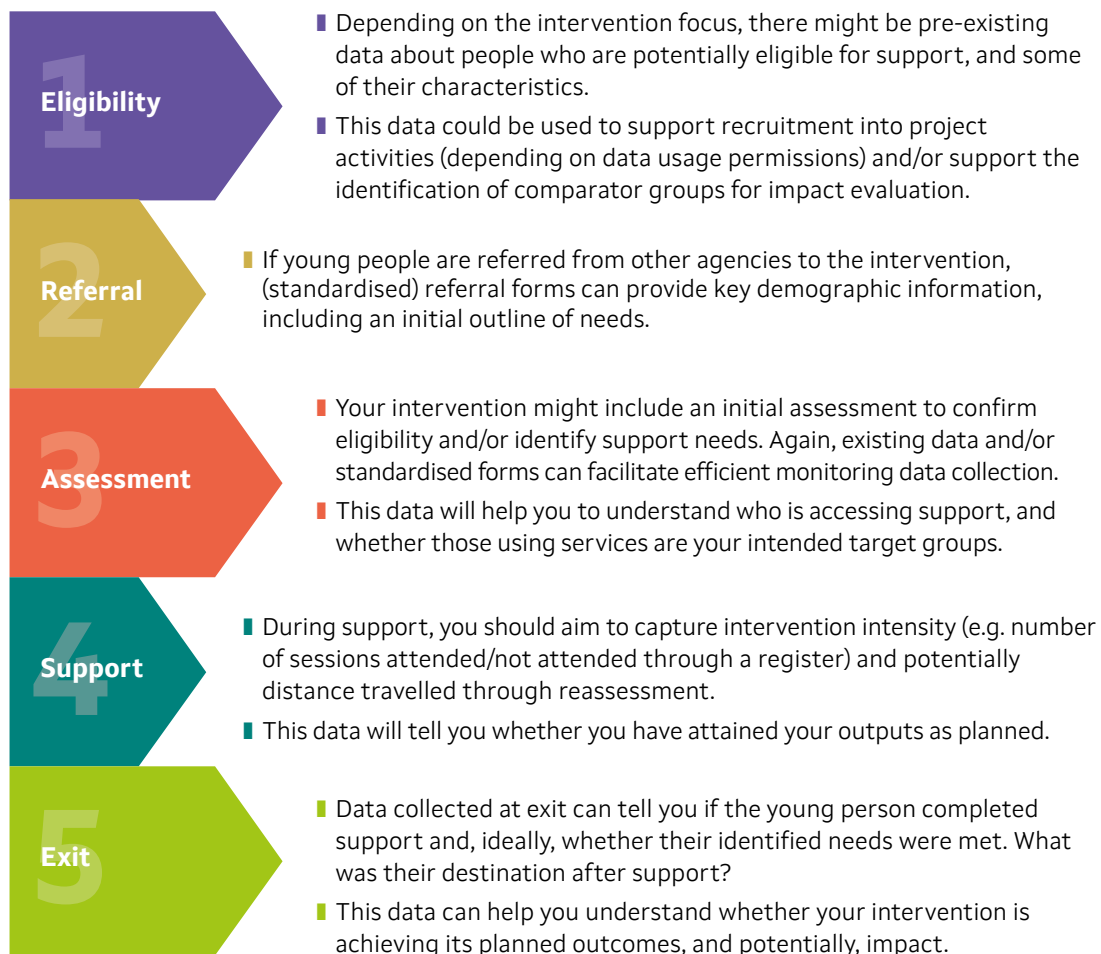 1
Eligibility
▮ Depending on the intervention focus, there might be pre-existing
data about people who are potentially eligible for support, and some
of their characteristics.
▮ This data could be used to support recruitment into project
activities (depending on data usage permissions) and/or support the
identification of comparator groups for impact evaluation.
2
Referral
▮ If young people are referred from other agencies to the intervention,
(standardised) referral forms can provide key demographic information,
including an initial outline of needs.
3
Assessment
▮ Your intervention might include an initial assessment to confirm
eligibility and/or identify support needs. Again, existing data and/or
standardised forms can facilitate efficient monitoring data collection.
▮ This data will help you to understand who is accessing support, and
whether those using services are your intended target groups.
4
Support
▮ During support, you should aim to capture intervention intensity (e.g. number
of sessions attended/not attended through a register) and potentially
distance travelled through reassessment.
▮ This data will tell you whether you have attained your outputs as planned.
5
Exit
▮ Data collected at exit can tell you if the young person completed
support and, ideally, whether their identified needs were met. What
was their destination after support?
▮ This data can help you understand whether your intervention is
achieving its planned outcomes, and potentially, impact.